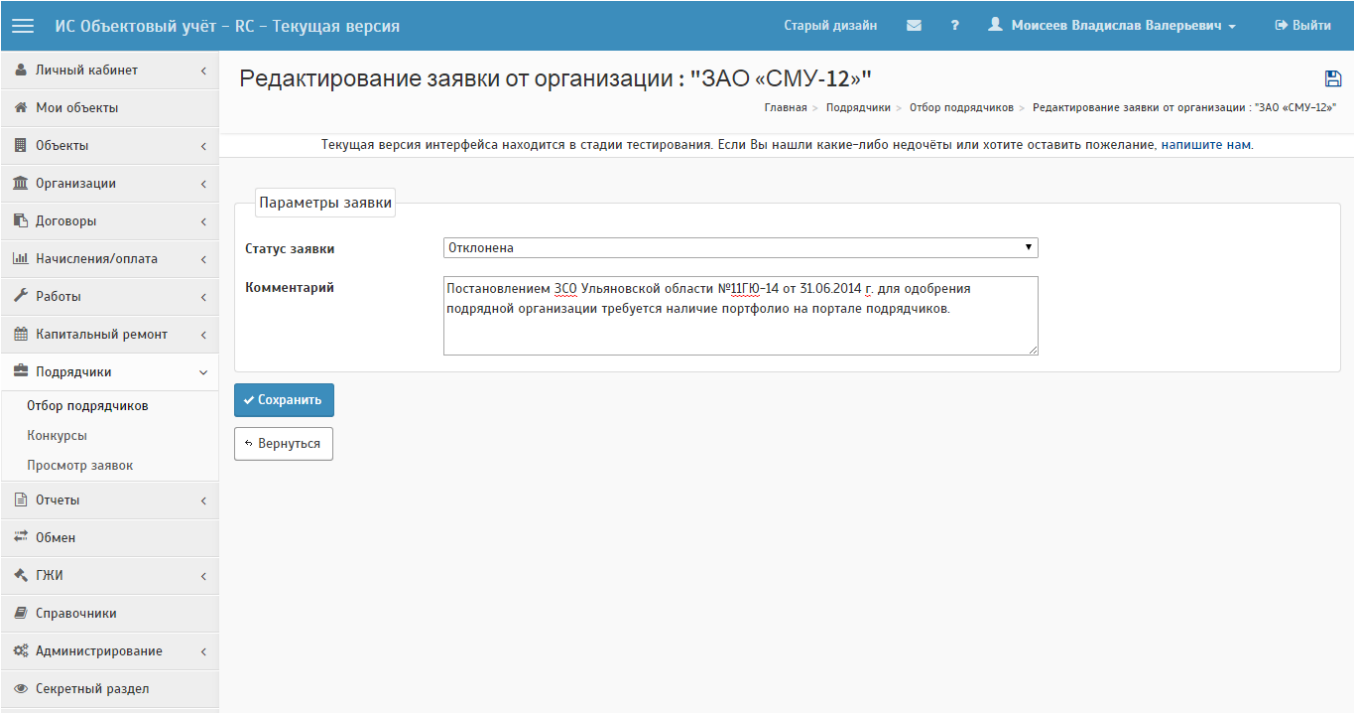 ИС Объектовый учёт – RC – Текущая версия
Старый дизайн
?
Моисеев Владислав Валерьевич
Выйти
Личный кабинет
Мои объекты
Объекты
Организации
Договоры
Начисления/оплата
Работы
Капитальный ремонт
Подрядчики
Отбор подрядчиков
Конкурсы
Просмотр заявок
Отчеты
Обмен
ГЖИ
Справочники
Администрирование
Секретный раздел
Редактирование заявки от организации : "ЗАО «СМУ-12»"
Главная > Подрядчики > Отбор подрядчиков > Редактирование заявки от организации : "ЗАО «СМУ-12»"
Текущая версия интерфейса находится в стадии тестирования. Если Вы нашли какие-либо недочёты или хотите оставить пожелание, напишите нам.
Параметры заявки
Статус заявки
Отклонена
Комментарий
Постановлением ЗСО Ульяновской области №11ГЮ-14 от 31.06.2014 г. для одобрения
подрядной организации требуется наличие портфолио на портале подрядчиков.
Сохранить
Вернуться